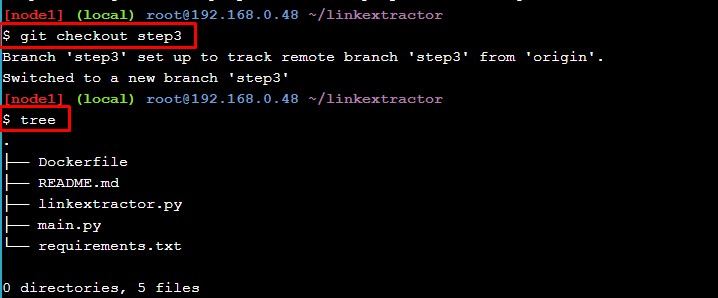 [node1] (local) root@192.168.0.48 ~/linkextractor
$ git checkout step3
Branch 'step3' set up to track remote branch 'step3' from 'origin'.
Switched to a new branch 'step3'
[node1] (local) root@192.168.0.48 ~/linkextractor
$ tree
.
├── Dockerfile
├── README.md
├── linkextractor.py
├── main.py
└── requirements.txt
0 directories, 5 files